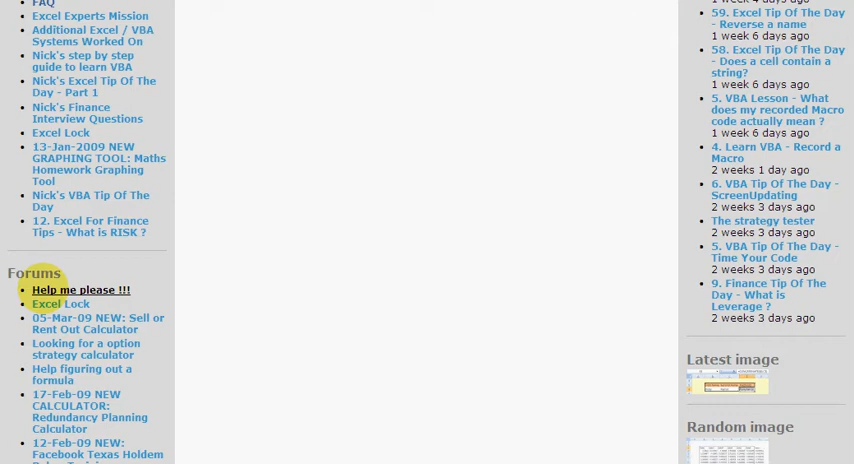 FAQ
Excel Experts Mission
Additional Excel / VBA
Systems Worked On
Nick's step by step
guide to learn VBA
Nick's Excel Tip Of The
Day - Part 1
Nick's Finance
Interview Questions
Excel Lock
13-Jan-2009 NEW
GRAPHING TOOL: Maths
Homework Graphing
Tool
Nick's VBA Tip Of The
Day
12. Excel For Finance
Tips - What is RISK ?
Forums
Help me please !!!
Excel Lock
05-Mar-09 NEW: Sell or
Rent Out Calculator
Looking for a option
strategy calculator
Help figuring out a
formula
17-Feb-09 NEW
CALCULATOR:
Redundancy Planning
Calculator
12-Feb-09 NEW:
Facebook Texas Holdem
1 week 6 days ago
59. Excel Tip Of The Day
- Reverse a name
1 week 6 days ago
58. Excel Tip Of The Day
- Does a cell contain a
string?
1 week 6 days ago
5. VBA Lesson - What
does my recorded Macro
code actually mean ?
1 week 6 days ago
4. Learn VBA - Record a
Macro
2 weeks 1 day ago
6. VBA Tip Of The Day -
ScreenUpdating
2 weeks 3 days ago
The strategy tester
2 weeks 3 days ago
5. VBA Tip Of The Day -
Time Your Code
2 weeks 3 days ago
9. Finance Tip Of The
Day - What is
Leverage ?
2 weeks 3 days ago
Latest image
Random image